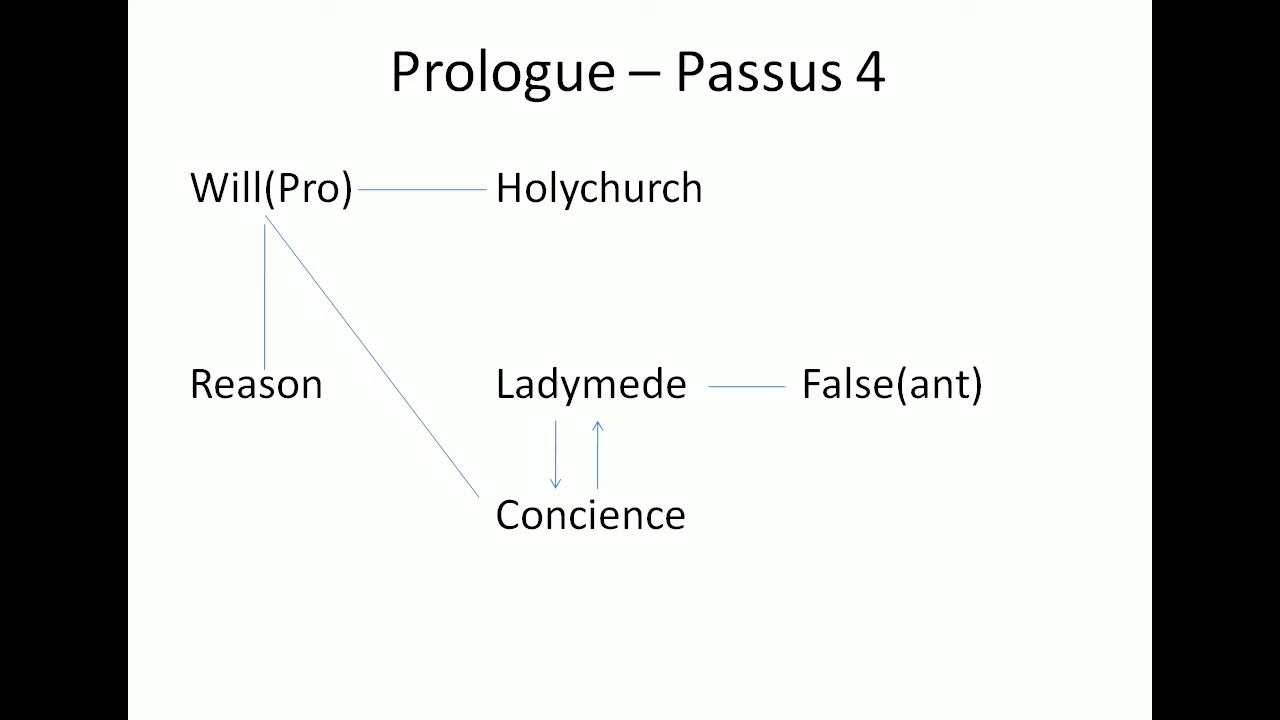 Prologue – Passus 4
Will(Pro) Holychurch
Reason Ladymede False(ant)
Concience